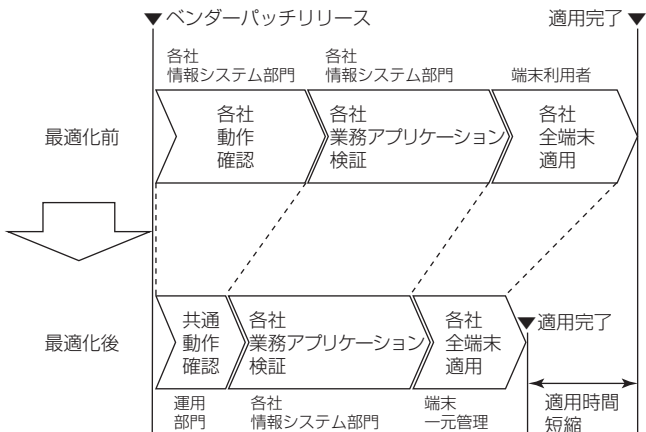 ▼ベンダーパッチリリース
適用完了▼
各社
情報システム部門
各社
情報システム部門
端末利用者
最適化前
各社
動作
確認
各社
業務アプリケーション
検証
各社
全端末
適用
最適化後
共通
動作
確認
各社
業務アプリケーション
検証
各社
全端末
適用
▼適用完了
運用
部門
各社
情報システム部門
端末
一元管理
適用時間
短縮